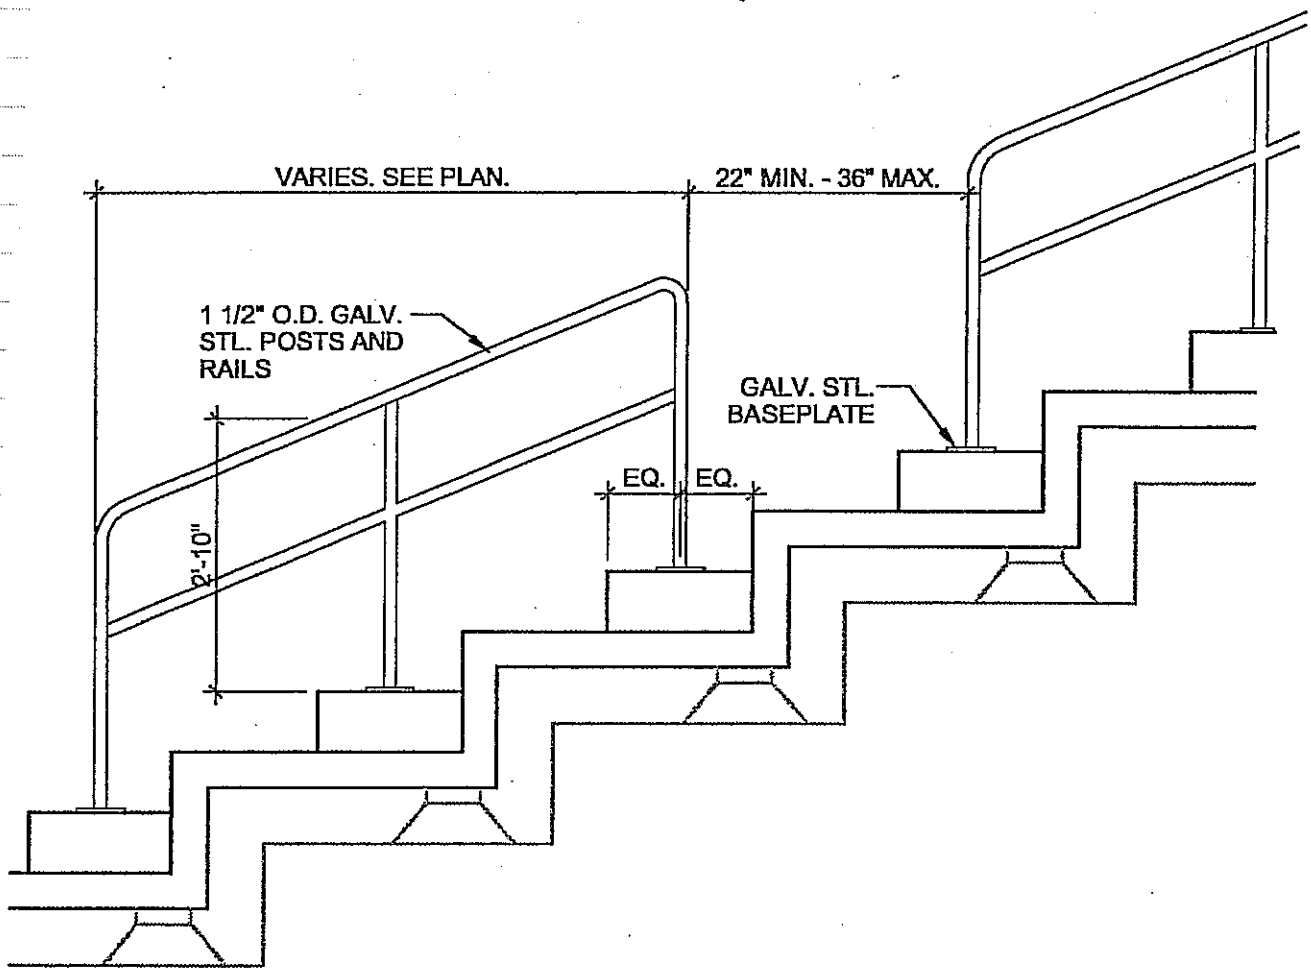 VARIES. SEE PLAN.
22" MIN. - 36" MAX.
1 1/2" O.D. GALV.
STL. POSTS AND
RAILS
GALV. STL.
BASEPLATE
EQ.
EQ.
2'-10"